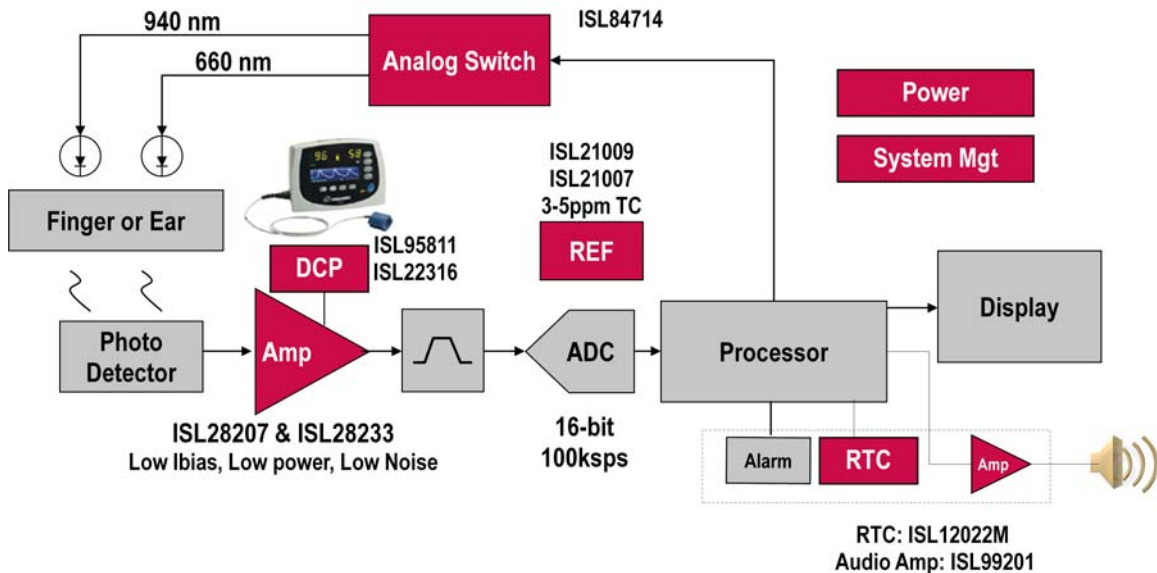 940 nm
660 nm
ISL84714
Analog Switch
Power
System Mgt
ISL21009
ISL21007
3-5ppm TC
REF
Finger or Ear
96
58
DCP
ISL95811
ISL22316
Photo
Detector
Amp
ADC
Processor
Display
ISL28207 & ISL28233
Low Ibias, Low power, Low Noise
16-bit
100ksps
Alarm
RTC
Amp
RTC: ISL12022M
Audio Amp: ISL99201